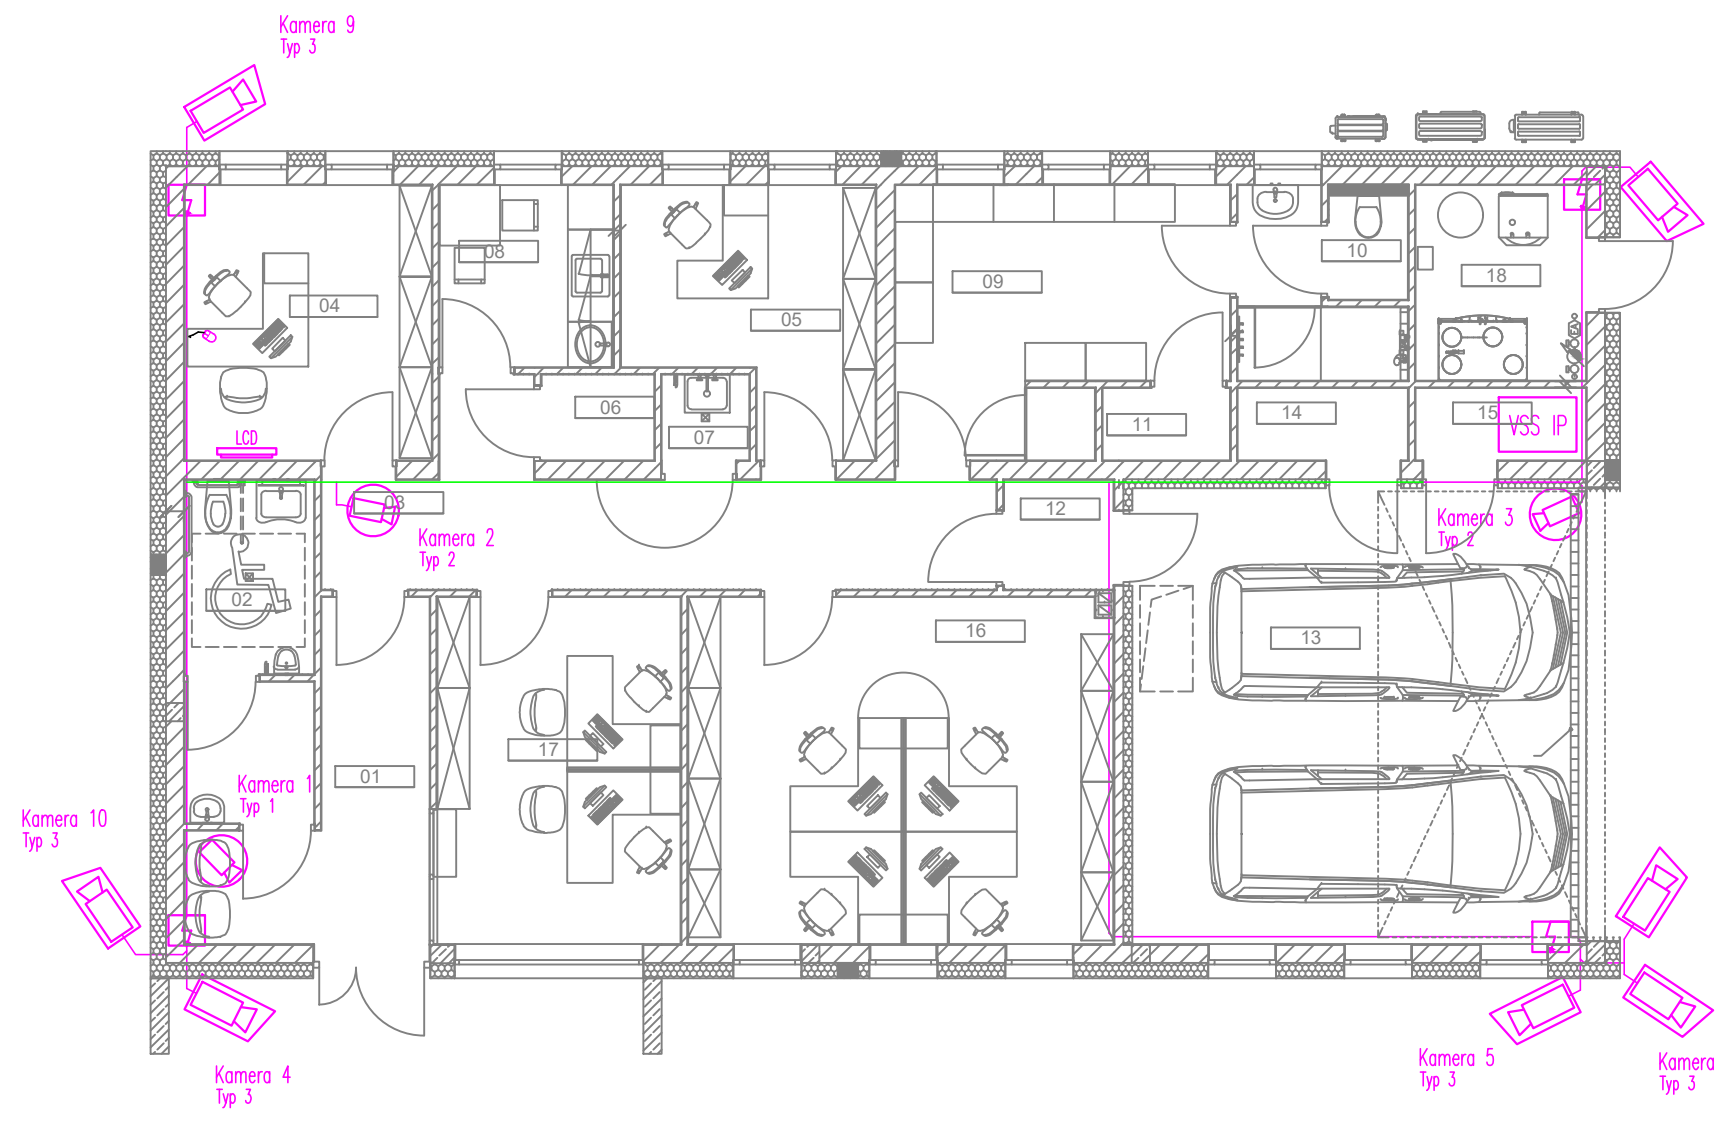 Kamera 9
Typ 3
08
10
18
09
04
05
06
07
11
14
15
VSS IP
LCD
03
12
Kamera 2
Typ 2
Kamera 3
Typ 2
02
16
13
17
01
Kamera 1
Typ 1
Kamera 10
Typ 3
Kamera 4
Typ 3
Kamera 5
Typ 3
Kamera
Typ 3